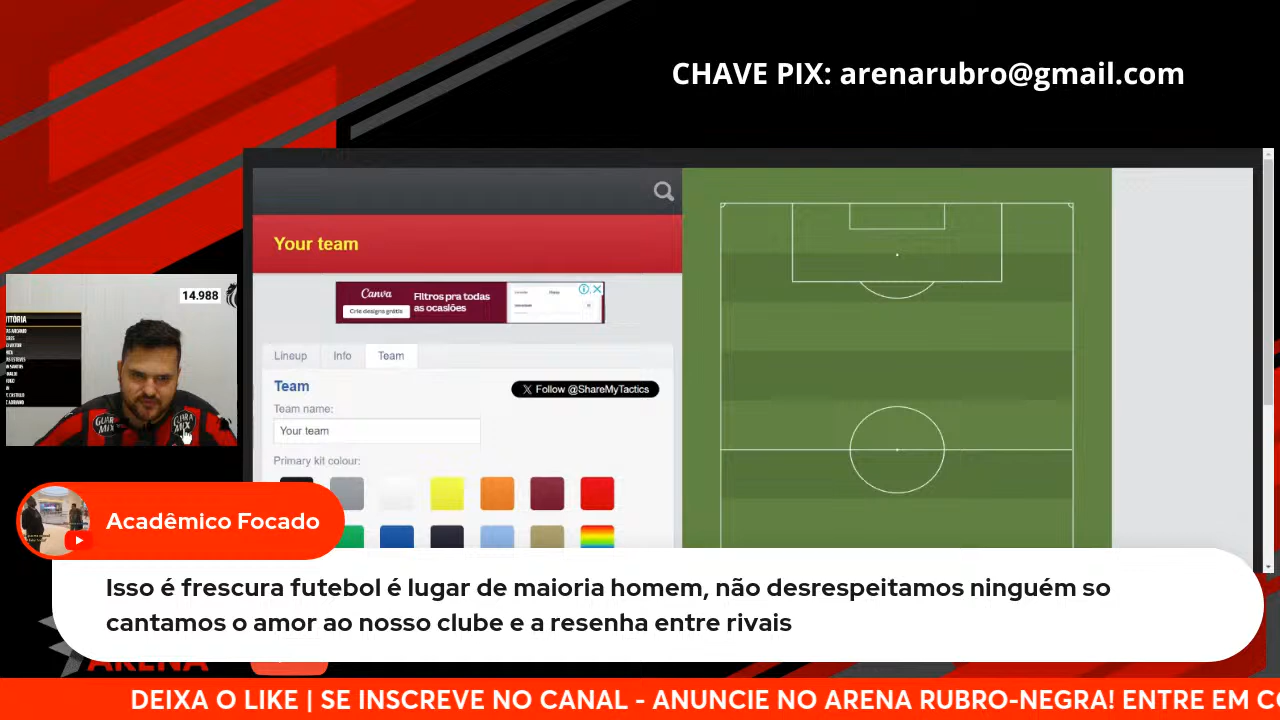 CHAVE PIX: arenarubro@gmail.com
Your team
Canva
Crie designs grátis
Filtros pra todas
as ocasiões
14.988
Lineup Info Team
Team
Follow @ShareMyTactics
Team name:
Your team
Primary kit colour:
Acadêmico Focado
Isso é frescura futebol é lugar de maioria homem, não desrespeitamos ninguém so
cantamos o amor ao nosso clube e a resenha entre rivais
ARENA
DEIXA O LIKE | SE INSCREVE NO CANAL - ANUNCIE NO ARENA RUBRO-NEGRA! ENTRE EM